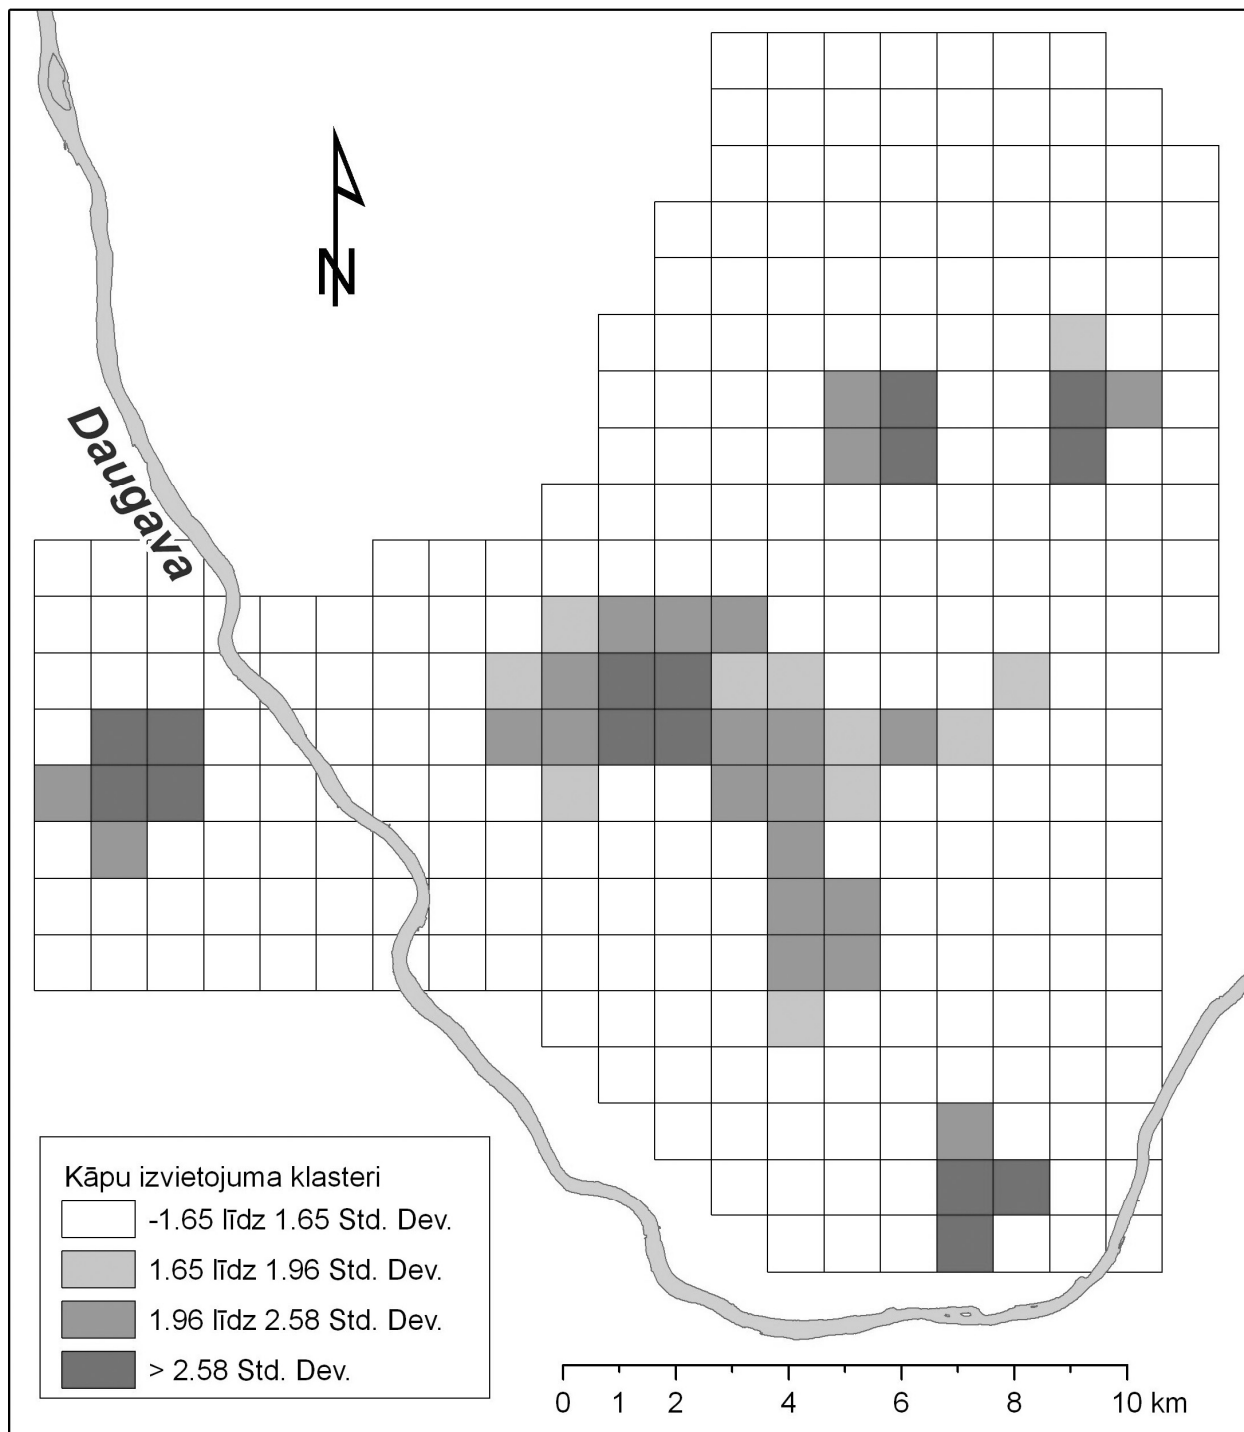 N
Daugava
Kāpu izvietojuma klasteri
-1.65 līdz 1.65 Std. Dev.
1.65 līdz 1.96 Std. Dev.
1.96 līdz 2.58 Std. Dev.
> 2.58 Std. Dev.
0 1 2 4 6 8 10 km